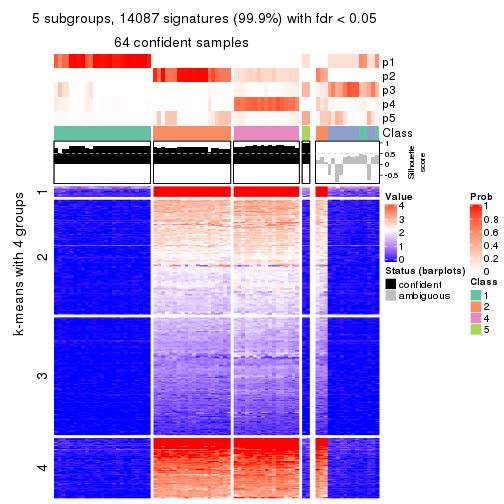 5 subgroups, 14087 signatures (99.9%) with fdr < 0.05
64 confident samples
p1
p2
p3
p4
p5
Class
1
0.5
0
-0.5
Silhouette
score
k-means with 4 groups
1
2
3
4
Value
4
3
2
1
0
Status (barplots)
confident
ambiguous
Prob
1
0.8
0.6
0.4
0.2
0
Class
1
2
4
5